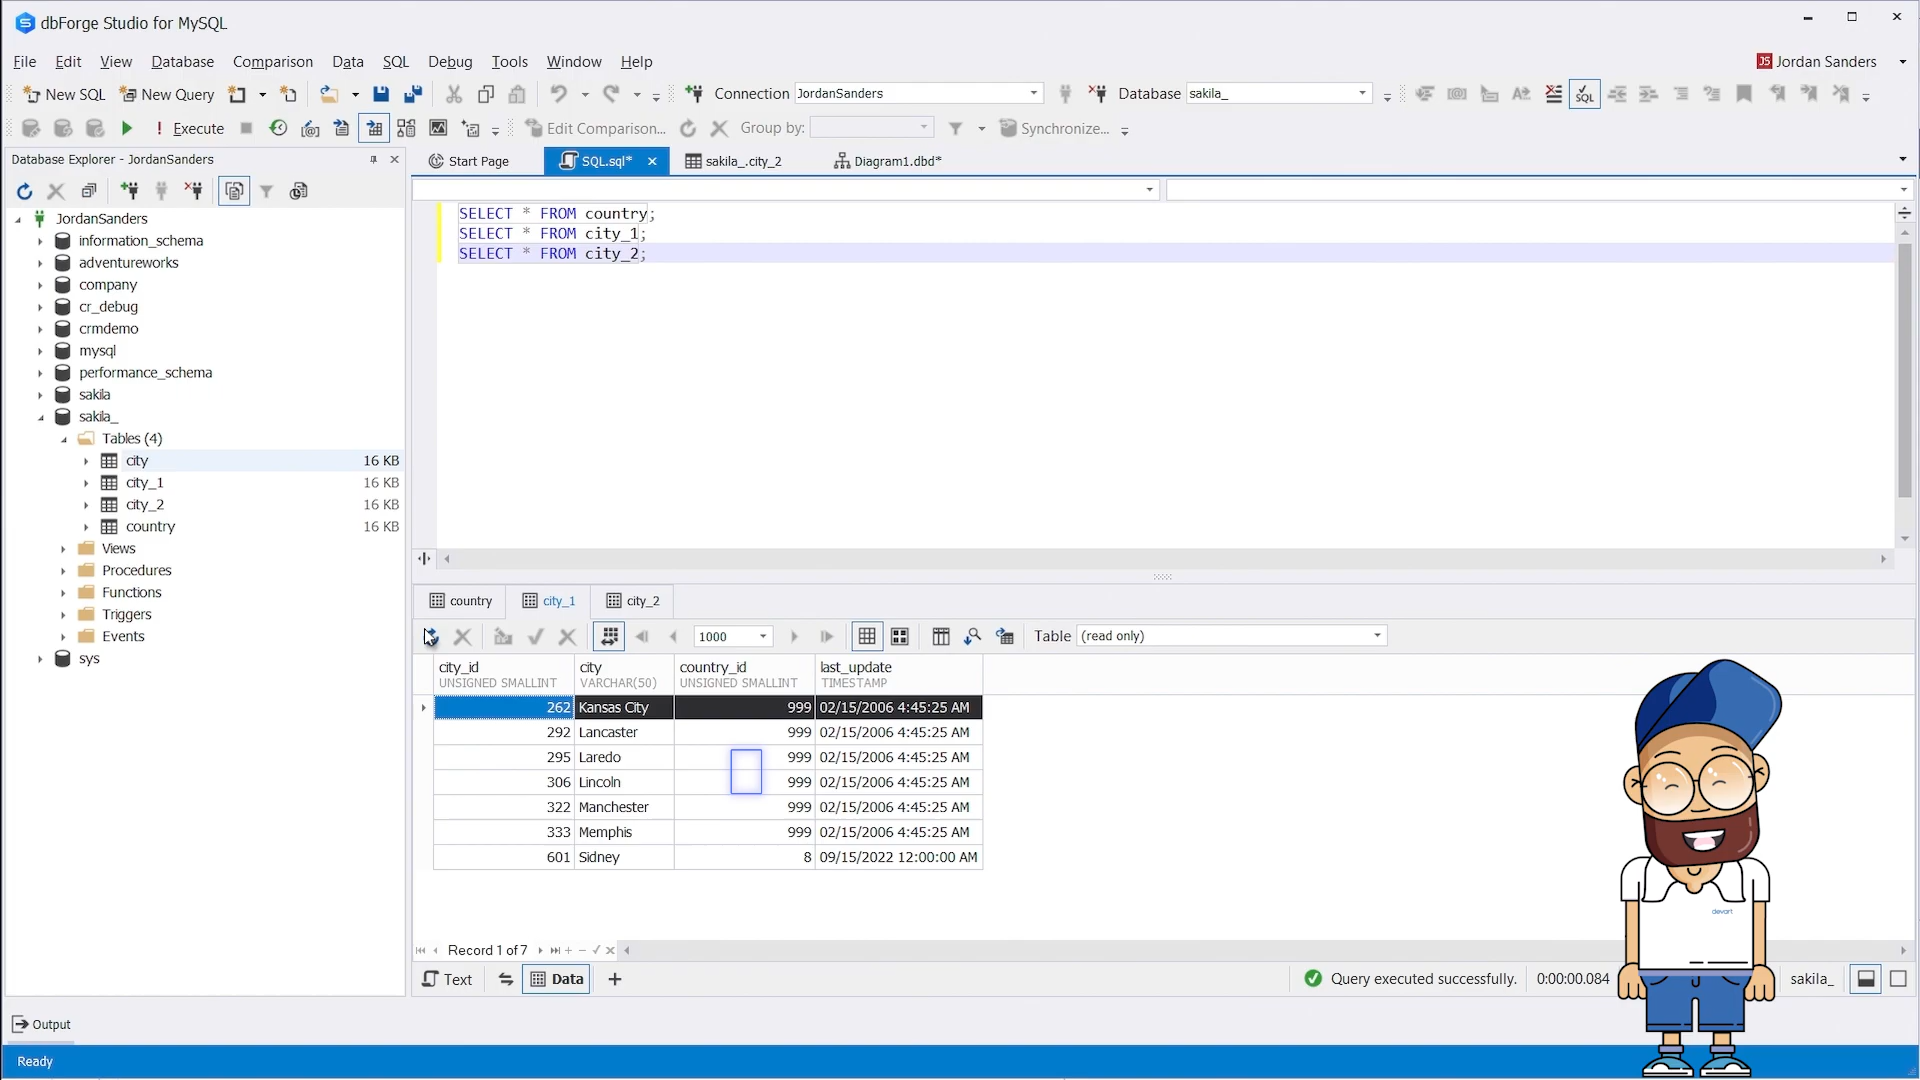 dbForge Studio for MySQL
File Edit View Database Comparison Data SQL Debug Tools Window Help
JS Jordan Sanders
New SQL New Query Connection JordanSanders Database sakila_
Execute Edit Comparison... Group by: Synchronize...
Database Explorer - JordanSanders
Start Page SQL.sql* sakila_.city_2 Diagram1.dbd*
JordanSanders
information_schema
adventureworks
company
cr_debug
crmdemo
mysql
performance_schema
sakila
sakila_
Tables (4)
city 16 KB
city_1 16 KB
city_2 16 KB
country 16 KB
Views
Procedures
Functions
Triggers
Events
sys
SELECT * FROM country;
SELECT * FROM city_1;
SELECT * FROM city_2;
country city_1 city_2
1000 Table (read only)
city_id city country_id last_update
UNSIGNED SMALLINT VARCHAR(50) UNSIGNED SMALLINT TIMESTAMP
262 Kansas City 999 02/15/2006 4:45:25 AM
292 Lancaster 999 02/15/2006 4:45:25 AM
295 Laredo 999 02/15/2006 4:45:25 AM
306 Lincoln 999 02/15/2006 4:45:25 AM
322 Manchester 999 02/15/2006 4:45:25 AM
333 Memphis 999 02/15/2006 4:45:25 AM
601 Sidney 8 09/15/2022 12:00:00 AM
devart
Record 1 of 7
Text Data Query executed successfully. 0:00:00.084 sakila_
Output
Ready